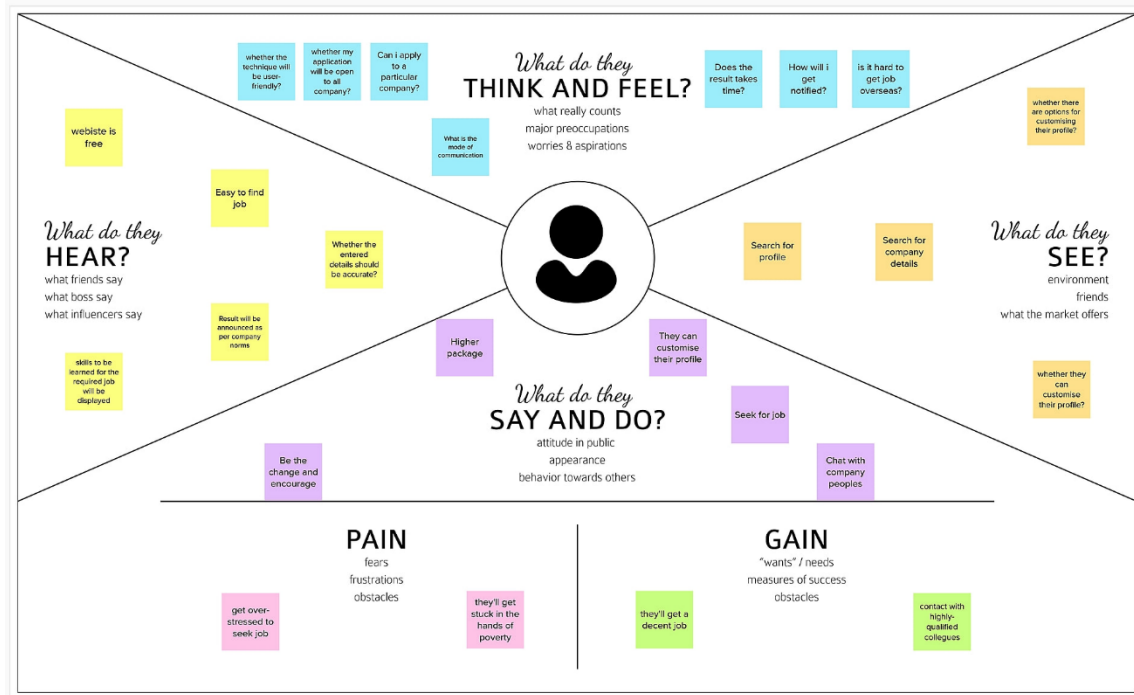 What do they
THINK AND FEEL?
what really counts
major preoccupations
worries & aspirations
whether the
technique will
be user-
friendly?
whether my
application
will be open
to all
company?
Can i apply
to a
particular
company?
What is the
mode of
communication
Does the
result takes
time?
How will i
get
notified?
is it hard to
get job
overseas?
What do they
HEAR?
what friends say
what boss say
what influencers say
webiste is
free
Easy to find
job
Whether the
entered
details should
be accurate?
Result will be
announced as
per company
norms
skills to be
learned for the
required job
will be
displayed
What do they
SEE?
environment
friends
what the market offers
whether there
are options for
customising
their profile?
Search for
profile
Search for
company
details
whether they
can
customise
their profile?
What do they
SAY AND DO?
attitude in public
appearance
behavior towards others
Higher
package
They can
customise
their profile
Seek for job
Be the
change and
encourage
Chat with
company
peoples
PAIN
fears
frustrations
obstacles
get over-
stressed to
seek job
they'll get
stuck in the
hands of
poverty
GAIN
"wants" / needs
measures of success
obstacles
they'll get a
decent job
contact with
highly-
qualified
collegues